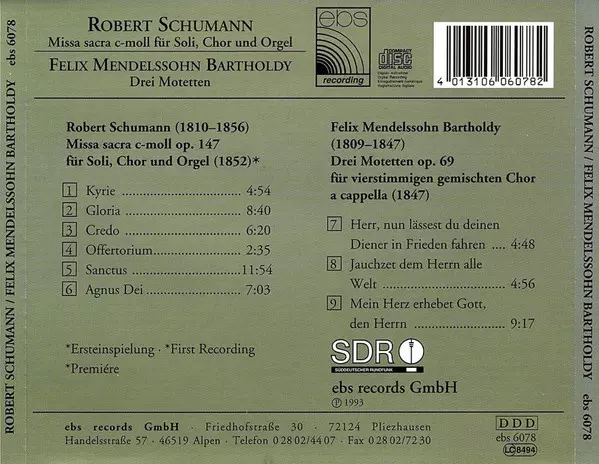 ROBERT SCHUMANN
Missa sacra c-moll für Soli, Chor und Orgel
FELIX MENDELSSOHN BARTHOLDY
Drei Motetten
ebs
recording
COMPACT
disc
DIGITAL AUDIO
4 013106 060782
Robert Schumann (1810–1856)
Missa sacra c-moll op. 147
für Soli, Chor und Orgel (1852)*
1 Kyrie ............................ 4:54
2 Gloria ........................... 8:40
3 Credo ........................... 6:20
4 Offertorium................... 2:35
5 Sanctus .......................11:54
6 Agnus Dei...................... 7:03
*Ersteinspielung · *First Recording
*Premiére
Felix Mendelssohn Bartholdy
(1809–1847)
Drei Motetten op. 69
für vierstimmigen gemischten Chor
a cappella (1847)
7 Herr, nun lässest du deinen
Diener in Frieden fahren .... 4:48
8 Jauchzet dem Herrn alle
Welt ............................. 4:56
9 Mein Herz erhebet Gott,
den Herrn ..................... 9:17
SDR 1
SÜDDEUTSCHER RUNDFUNK
ebs records GmbH
Ⓟ 1993
ebs records GmbH · Friedhofstraße 30 · 72124 Pliezhausen
Handelsstraße 57 · 46519 Alpen · Telefon 0 28 02/44 07 · Fax 0 28 02/72 30
DDD
ebs 6078
LC 8494
ROBERT SCHUMANN / FELIX MENDELSSOHN BARTHOLDY · ebs 6078
ROBERT SCHUMANN / FELIX MENDELSSOHN BARTHOLDY ebs 6078